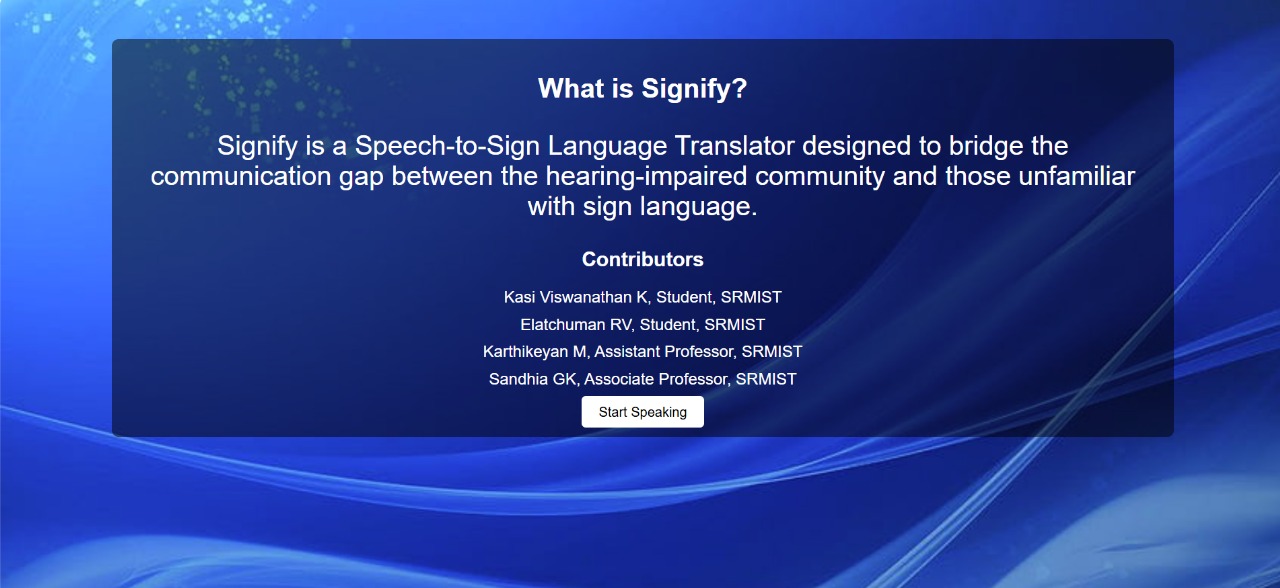 What is Signify?
Signify is a Speech-to-Sign Language Translator designed to bridge the
communication gap between the hearing-impaired community and those unfamiliar
with sign language.
Contributors
Kasi Viswanathan K, Student, SRMIST
Elatchuman RV, Student, SRMIST
Karthikeyan M, Assistant Professor, SRMIST
Sandhia GK, Associate Professor, SRMIST
Start Speaking